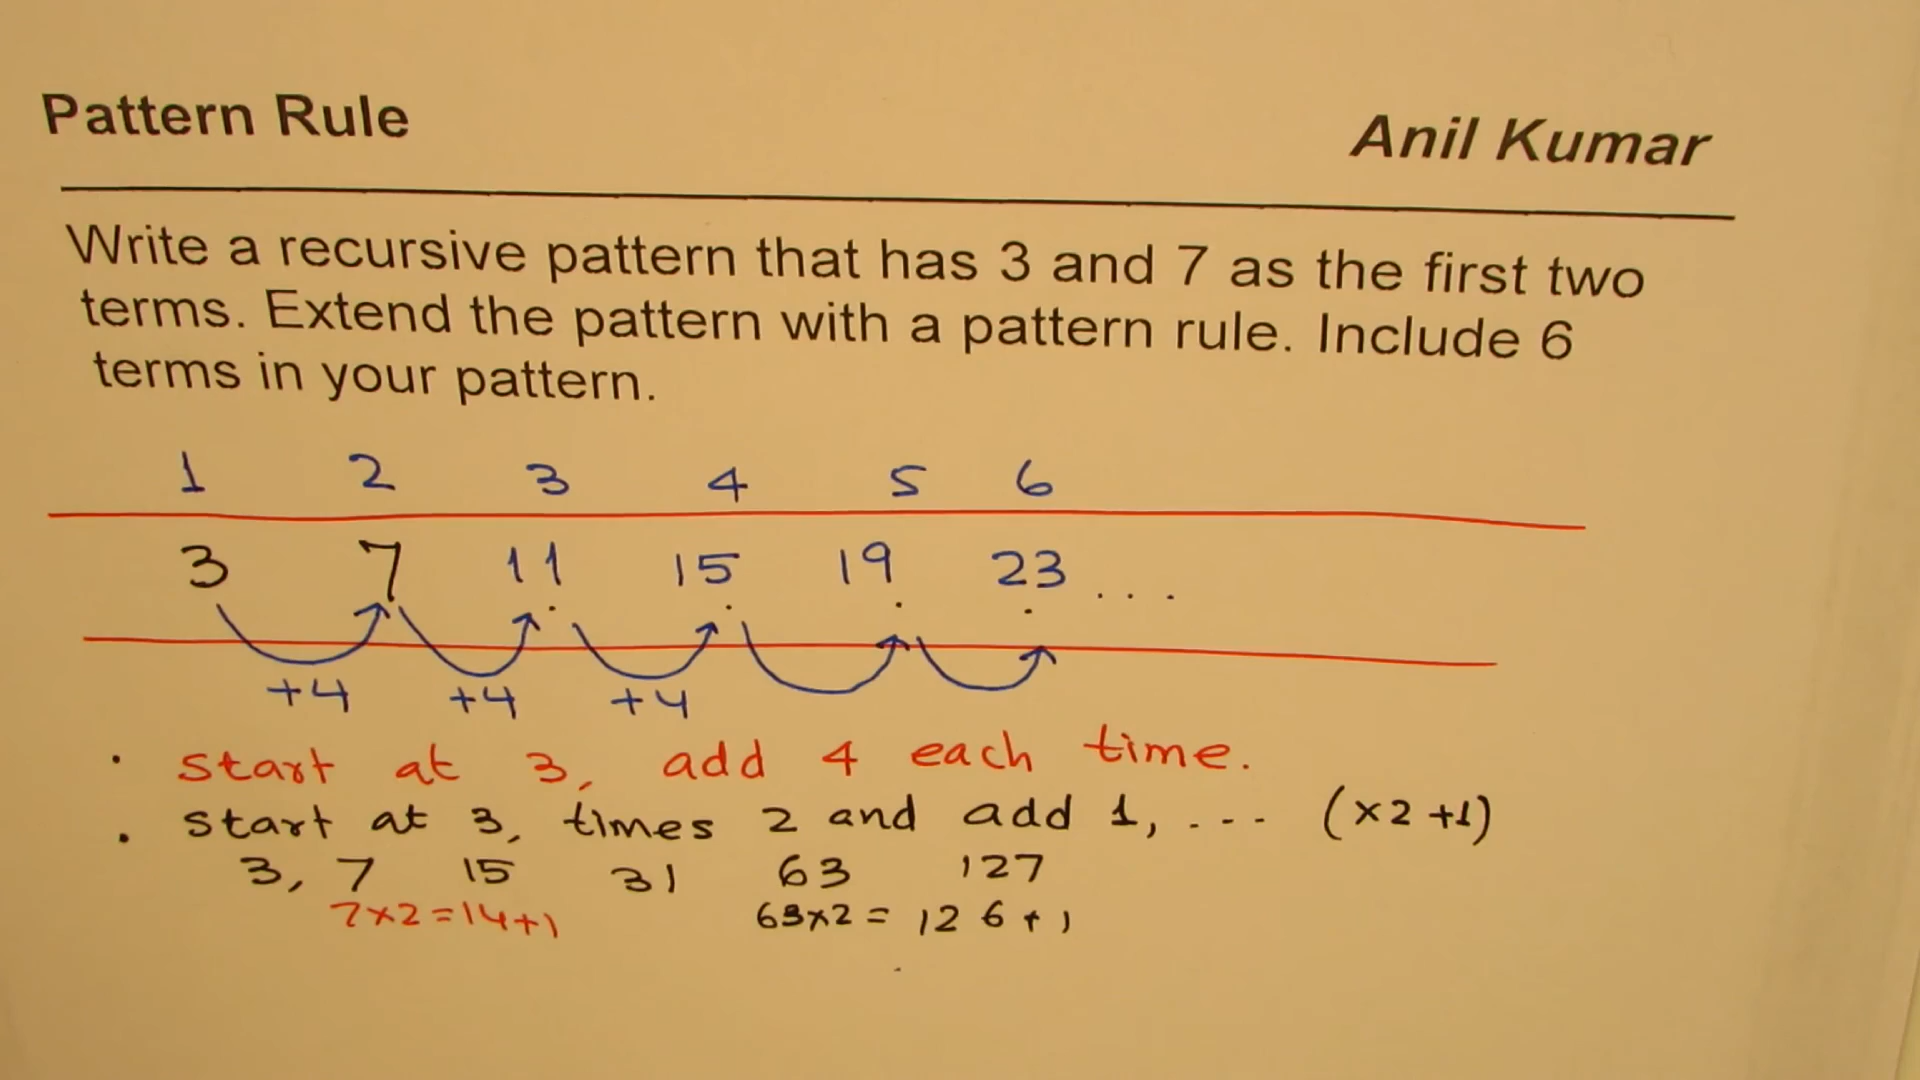 Pattern Rule
Anil Kumar
Write a recursive pattern that has 3 and 7 as the first two
terms. Extend the pattern with a pattern rule. Include 6
terms in your pattern.
1 2 3 4 5 6
3 7 11 15 19 23 ...
+4 +4 +4
. start at 3, add 4 each time.
. start at 3, times 2 and add 1, ... (×2 +1)
3, 7 15 31 63 127
7×2=14+1 63×2 = 126 + 1